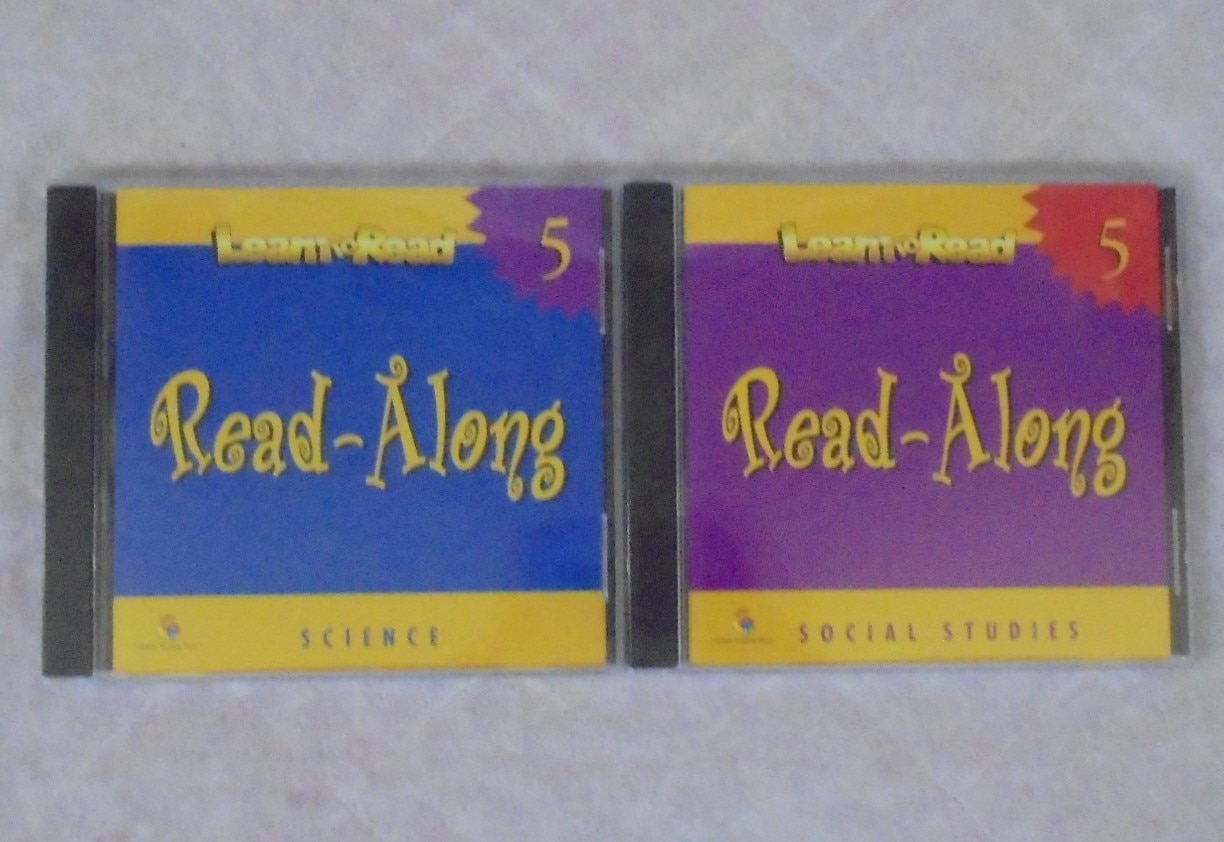 Learn to Read
5
Read-Along
SCIENCE
Learn to Read
5
Read-Along
SOCIAL STUDIES